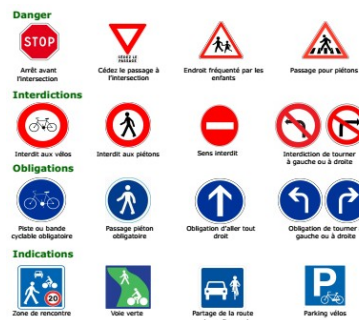 Danger
STOP
CÉDEZ LE
PASSAGE
Arrêt avant
l'intersection
Cédez le passage à
l'intersection
Endroit fréquenté par les
enfants
Passage pour piétons
Interdictions
Interdit aux vélos
Interdit aux piétons
Sens interdit
Interdiction de tourner
à gauche ou à droite
Obligations
Piste ou bande
cyclable obligatoire
Passage piéton
obligatoire
Obligation d'aller tout
droit
Obligation de tourner
gauche ou à droite
Indications
20
P
Zone de rencontre
Voie verte
Partage de la route
Parking vélos